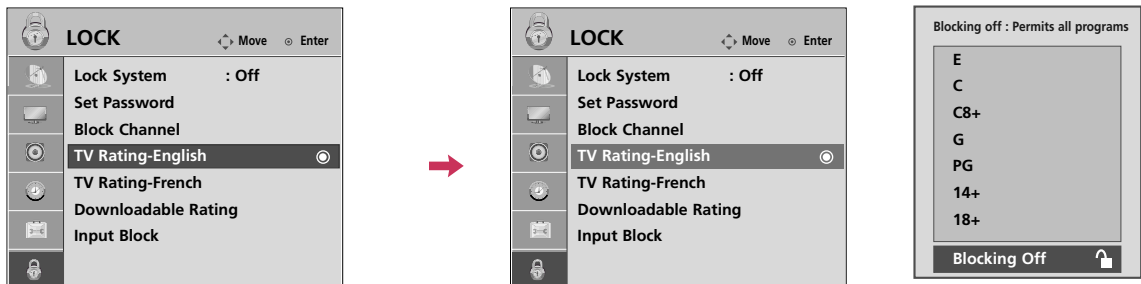 LOCK Move Enter
Lock System : Off
Set Password
Block Channel
TV Rating-English
TV Rating-French
Downloadable Rating
Input Block
LOCK Move Enter
Lock System : Off
Set Password
Block Channel
TV Rating-English
TV Rating-French
Downloadable Rating
Input Block
Blocking off : Permits all programs
E
C
C8+
G
PG
14+
18+
Blocking Off